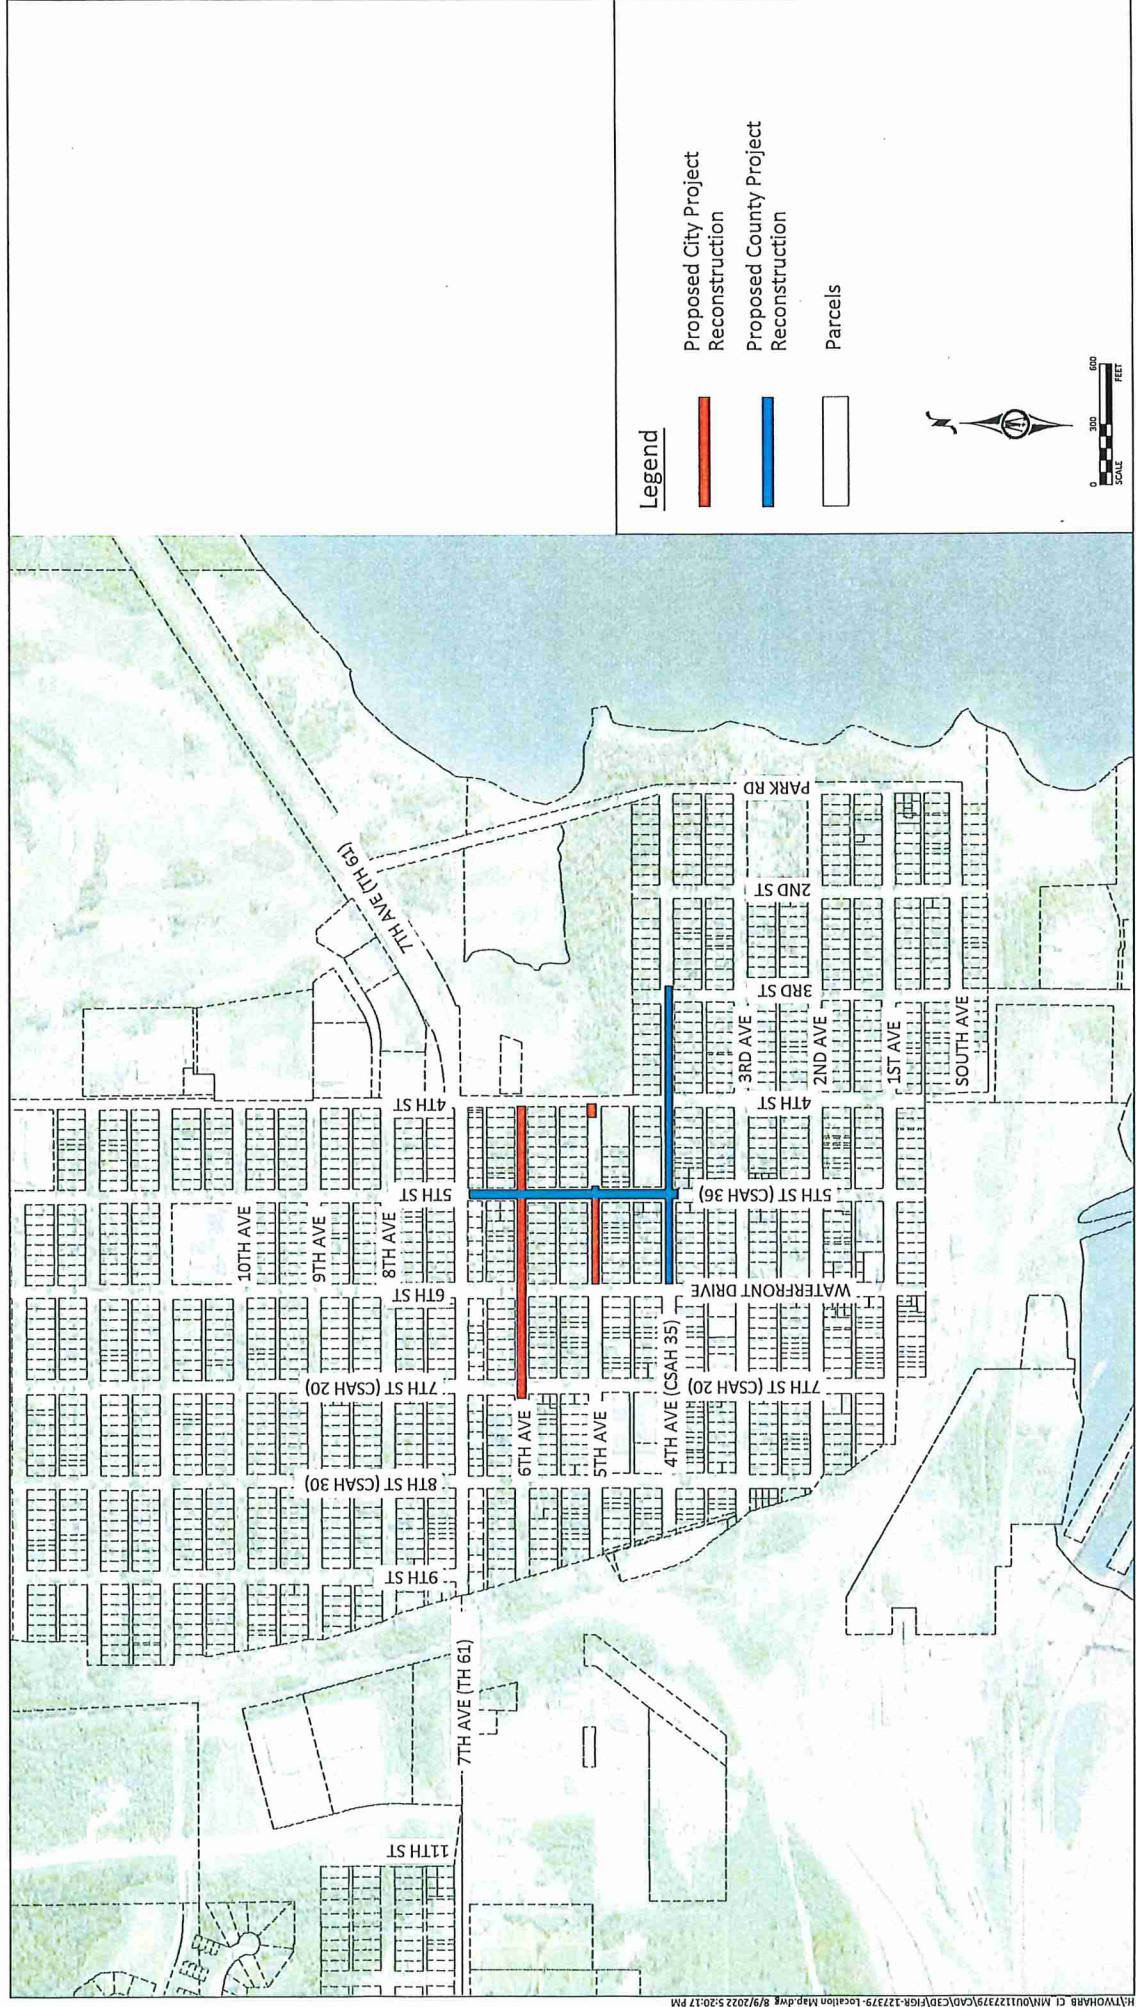 Legend
Proposed City Project
Reconstruction
Proposed County Project
Reconstruction
Parcels
N
0
300
600
SCALE
FEET
7TH AVE (TH 61)
PARK RD
2ND ST
3RD ST
3RD AVE
2ND AVE
1ST AVE
SOUTH AVE
4TH ST
4TH ST
5TH ST
5TH ST (CSAH 36)
10TH AVE
9TH AVE
8TH AVE
6TH ST
WATERFRONT DRIVE
7TH ST (CSAH 20)
7TH ST (CSAH 20)
6TH AVE
5TH AVE
4TH AVE (CSAH 35)
8TH ST (CSAH 30)
9TH ST
7TH AVE (TH 61)
11TH ST
H:\TWOHARB_CI_MN\0U1127379\CAD\C3D\FIGR-127379- Location Map.dwg 8/9/2022 5:20:17 PM